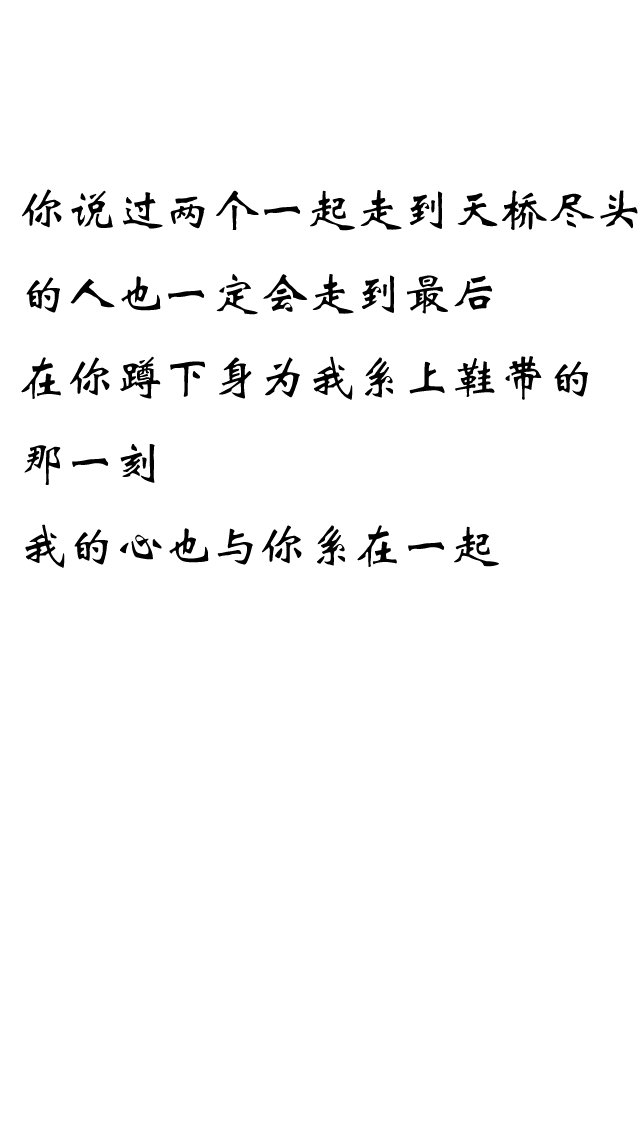 你说过两个一起走到天桥尽头
的人也一定会走到最后
在你蹲下身为我系上鞋带的
那一刻
我的心也与你系在一起